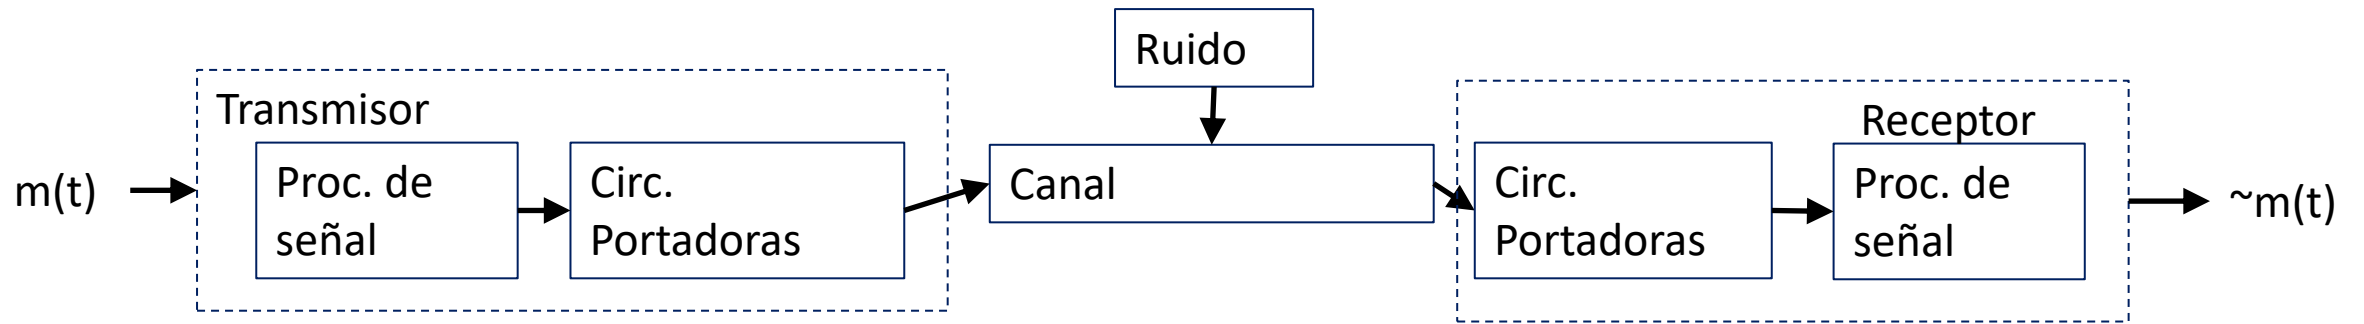 Ruido
Transmisor
Receptor
m(t)
Proc. de
señal
Circ.
Portadoras
Canal
Circ.
Portadoras
Proc. de
señal
~m(t)